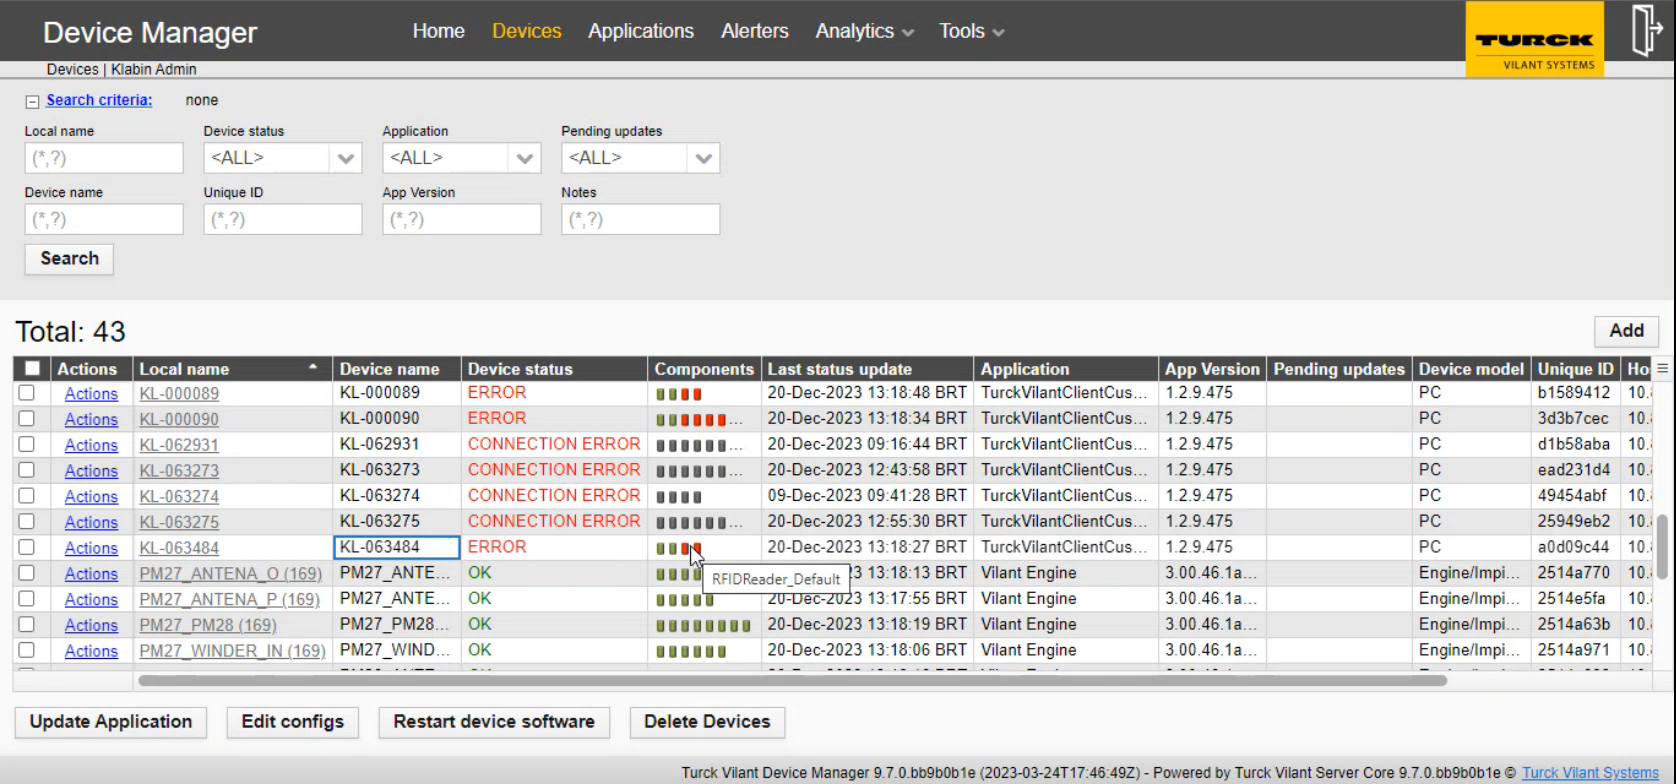 Device Manager Home Devices Applications Alerters Analytics Tools
TURCK
VILANT SYSTEMS
Devices | Klabin Admin
Search criteria: none
Local name Device status Application Pending updates
(*,?) <ALL> <ALL> <ALL>
Device name Unique ID App Version Notes
(*,?) (*,?) (*,?) (*,?)
Search
Total: 43 Add
Actions Local name Device name Device status Components Last status update Application App Version Pending updates Device model Unique ID Ho
Actions KL-000089 KL-000089 ERROR 20-Dec-2023 13:18:48 BRT TurckVilantClientCus... 1.2.9.475 PC b1589412 10.
Actions KL-000090 KL-000090 ERROR ... 20-Dec-2023 13:18:34 BRT TurckVilantClientCus... 1.2.9.475 PC 3d3b7cec 10.
Actions KL-062931 KL-062931 CONNECTION ERROR ... 20-Dec-2023 09:16:44 BRT TurckVilantClientCus... 1.2.9.475 PC d1b58aba 10.
Actions KL-063273 KL-063273 CONNECTION ERROR ... 20-Dec-2023 12:43:58 BRT TurckVilantClientCus... 1.2.9.475 PC ead231d4 10.
Actions KL-063274 KL-063274 CONNECTION ERROR 09-Dec-2023 09:41:28 BRT TurckVilantClientCus... 1.2.9.475 PC 49454abf 10.
Actions KL-063275 KL-063275 CONNECTION ERROR ... 20-Dec-2023 12:55:30 BRT TurckVilantClientCus... 1.2.9.475 PC 25949eb2 10.
Actions KL-063484 KL-063484 ERROR 20-Dec-2023 13:18:27 BRT TurckVilantClientCus... 1.2.9.475 PC a0d09c44 10.
Actions PM27_ANTENA_O (169) PM27_ANTE... OK RFIDReader_Default 3 13:18:13 BRT Vilant Engine 3.00.46.1a... Engine/Impi... 2514a770 10.
Actions PM27_ANTENA_P (169) PM27_ANTE... OK 20-Dec-2023 13:17:55 BRT Vilant Engine 3.00.46.1a... Engine/Impi... 2514e5fa 10.
Actions PM27_PM28 (169) PM27_PM28... OK 20-Dec-2023 13:18:19 BRT Vilant Engine 3.00.46.1a... Engine/Impi... 2514a63b 10.
Actions PM27_WINDER_IN (169) PM27_WIND... OK 20-Dec-2023 13:18:06 BRT Vilant Engine 3.00.46.1a... Engine/Impi... 2514a971 10.
Update Application Edit configs Restart device software Delete Devices
Turck Vilant Device Manager 9.7.0.bb9b0b1e (2023-03-24T17:46:49Z) - Powered by Turck Vilant Server Core 9.7.0.bb9b0b1e © Turck Vilant Systems